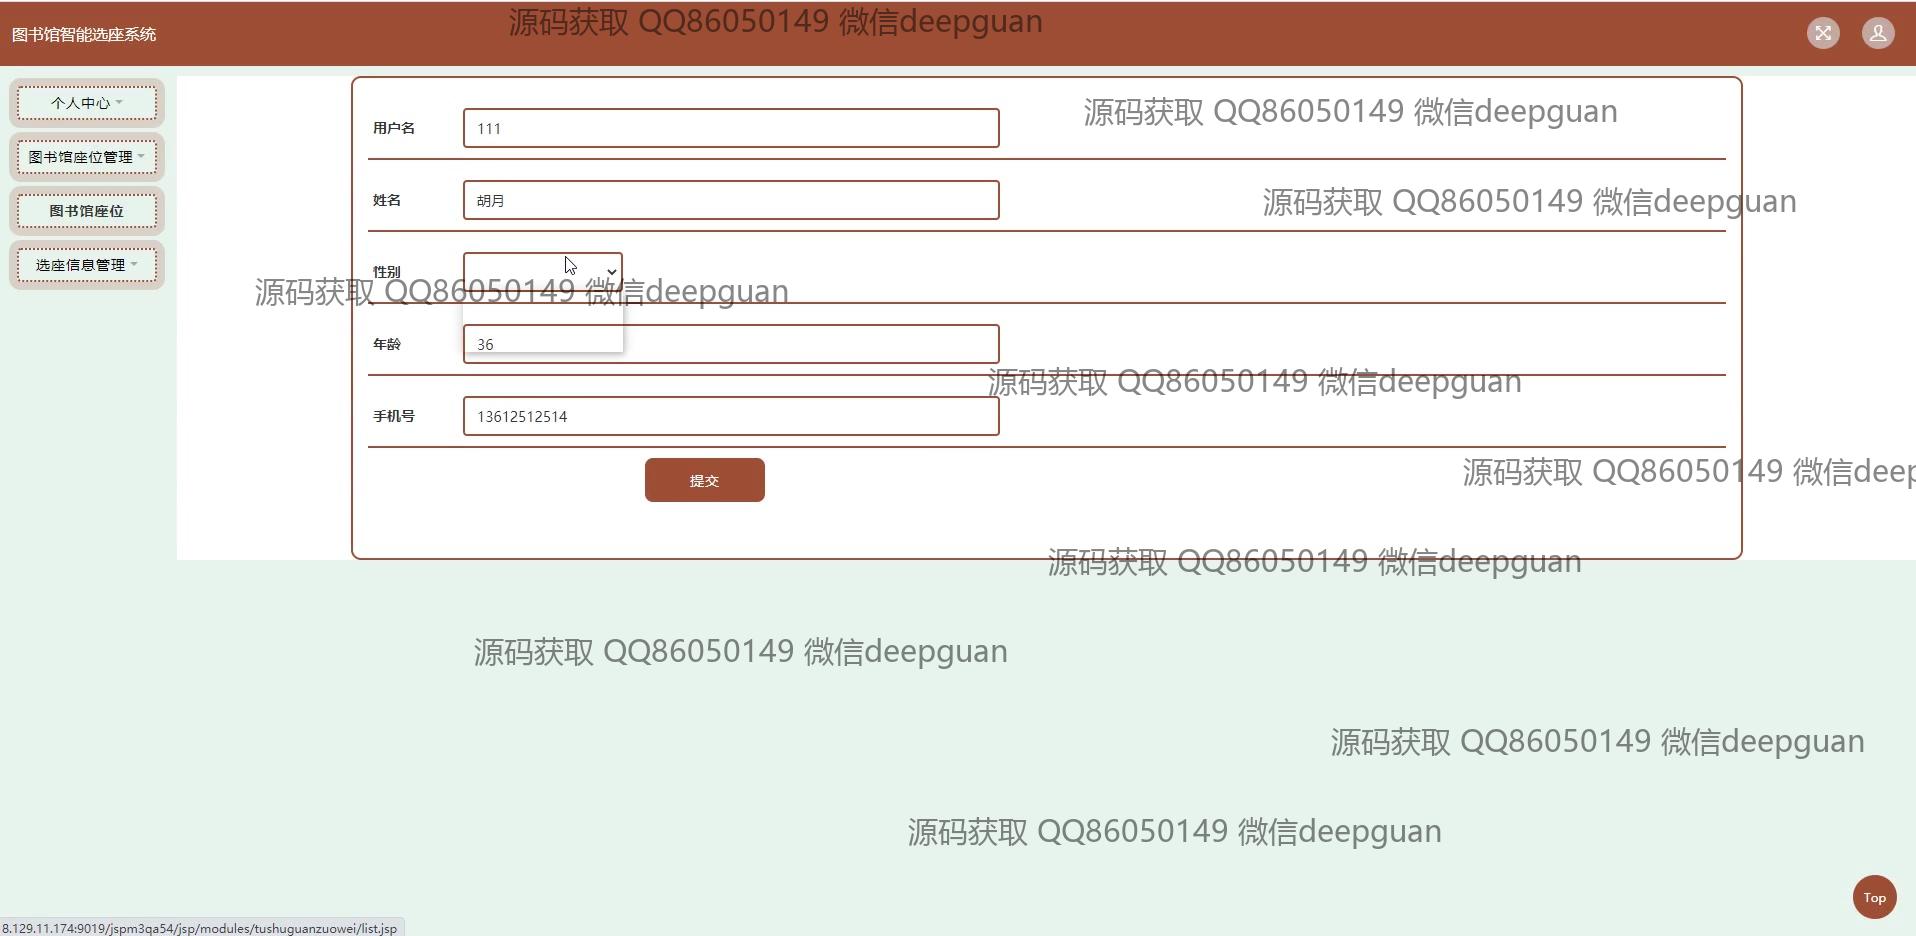 源码获取 QQ86050149 微信deepguan
图书馆智能选座系统
个人中心
用户名
111
源码获取 QQ86050149 微信deepguan
图书馆座位管理
姓名
胡月
源码获取 QQ86050149 微信deepguan
图书馆座位
选座信息管理
性别
源码获取 QQ86050149 微信deepguan
年龄
36
源码获取 QQ86050149 微信deepguan
手机号
13612512514
源码获取 QQ86050149 微信deep
提交
源码获取 QQ86050149 微信deepguan
源码获取 QQ86050149 微信deepguan
源码获取 QQ86050149 微信deepguan
源码获取 QQ86050149 微信deepguan
Top
8.129.11.174:9019/jspm3qa54/jsp/modules/tushuguanzuowei/list.jsp